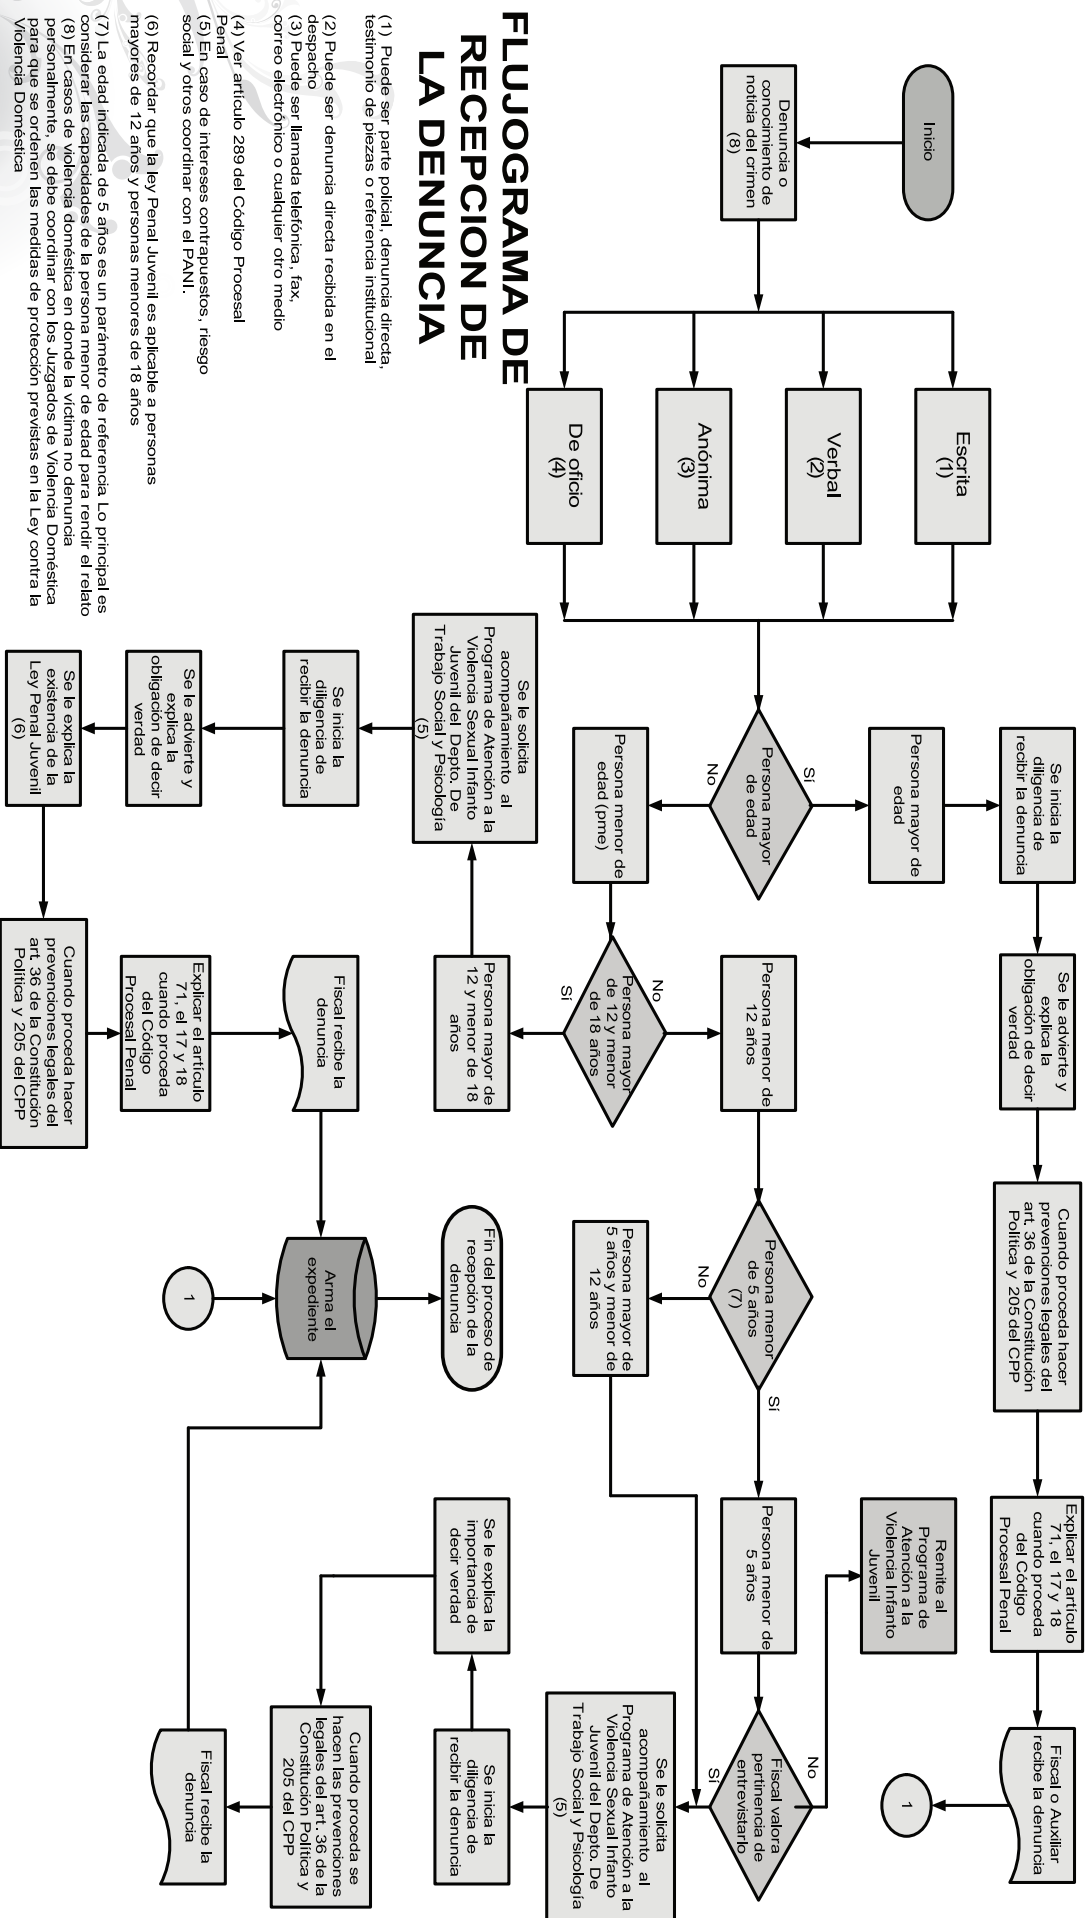 FLUJOGRAMA DE
RECEPCION DE
LA DENUNCIA
Inicio
Denuncia o
conocimiento de
noticia del crimen
(8)
Escrita
(1)
Verbal
(2)
Anónima
(3)
De oficio
(4)
Persona mayor
de edad
Sí
No
Persona mayor de
edad
Se inicia la
diligencia de
recibir la denuncia
Se le advierte y
explica la
obligación de decir
verdad
Cuando proceda hacer
prevenciones legales del
art. 36 de la Constitución
Política y 205 del CPP
Explicar el artículo
71, el 17 y 18
cuando proceda
del Código
Procesal Penal
Fiscal o Auxiliar
recibe la denuncia
1
Persona menor de
edad (pme)
Persona mayor
de 12 y menor
de 18 años
No
Sí
Persona menor de
12 años
Persona menor
de 5 años
(7)
Sí
No
Persona menor de
5 años
Persona mayor de
5 años y menor de
12 años
Fiscal valora
pertinencia de
entrevistarlo
No
Sí
Remite al
Programa de
Atención a la
Violencia Infanto
Juvenil
Se le solicita
acompañamiento al
Programa de Atención a la
Violencia Sexual Infanto
Juvenil del Depto. De
Trabajo Social y Psicología
(5)
Se inicia la
diligencia de
recibir la denuncia
Se le explica la
importancia de
decir verdad
Cuando proceda se
hacen las prevenciones
legales del art. 36 de la
Constitución Política y
205 del CPP
Fiscal recibe la
denuncia
Persona mayor de
12 y menor de 18
años
Se le solicita
acompañamiento al
Programa de Atención a la
Violencia Sexual Infanto
Juvenil del Depto. De
Trabajo Social y Psicología
(5)
Se inicia la
diligencia de
recibir la denuncia
Se le advierte y
explica la
obligación de decir
verdad
Se le explica la
existencia de la
Ley Penal Juvenil
(6)
Cuando proceda hacer
prevenciones legales del
art. 36 de la Constitución
Política y 205 del CPP
Explicar el artículo
71, el 17 y 18
cuando proceda
del Código
Procesal Penal
Fiscal recibe la
denuncia
Arma el
expediente
1
Fin del proceso de
recepción de la
denuncia
(1) Puede ser parte policial, denuncia directa,
testimonio de piezas o referencia institucional
(2) Puede ser denuncia directa recibida en el
despacho
(3) Puede ser llamada telefónica, fax,
correo electrónico o cualquier otro medio
(4) Ver artículo 289 del Código Procesal
Penal
(5) En caso de intereses contrapuestos, riesgo
social y otros coordinar con el PANI.
(6) Recordar que la ley Penal Juvenil es aplicable a personas
mayores de 12 años y personas menores de 18 años
(7) La edad indicada de 5 años es un parámetro de referencia Lo principal es
considerar las capacidades de la persona menor de edad para rendir el relato
(8) En casos de violencia doméstica en donde la víctima no denuncia
personalmente, se debe coordinar con los Juzgados de Violencia Doméstica
para que se ordenen las medidas de protección previstas en la Ley contra la
Violencia Doméstica